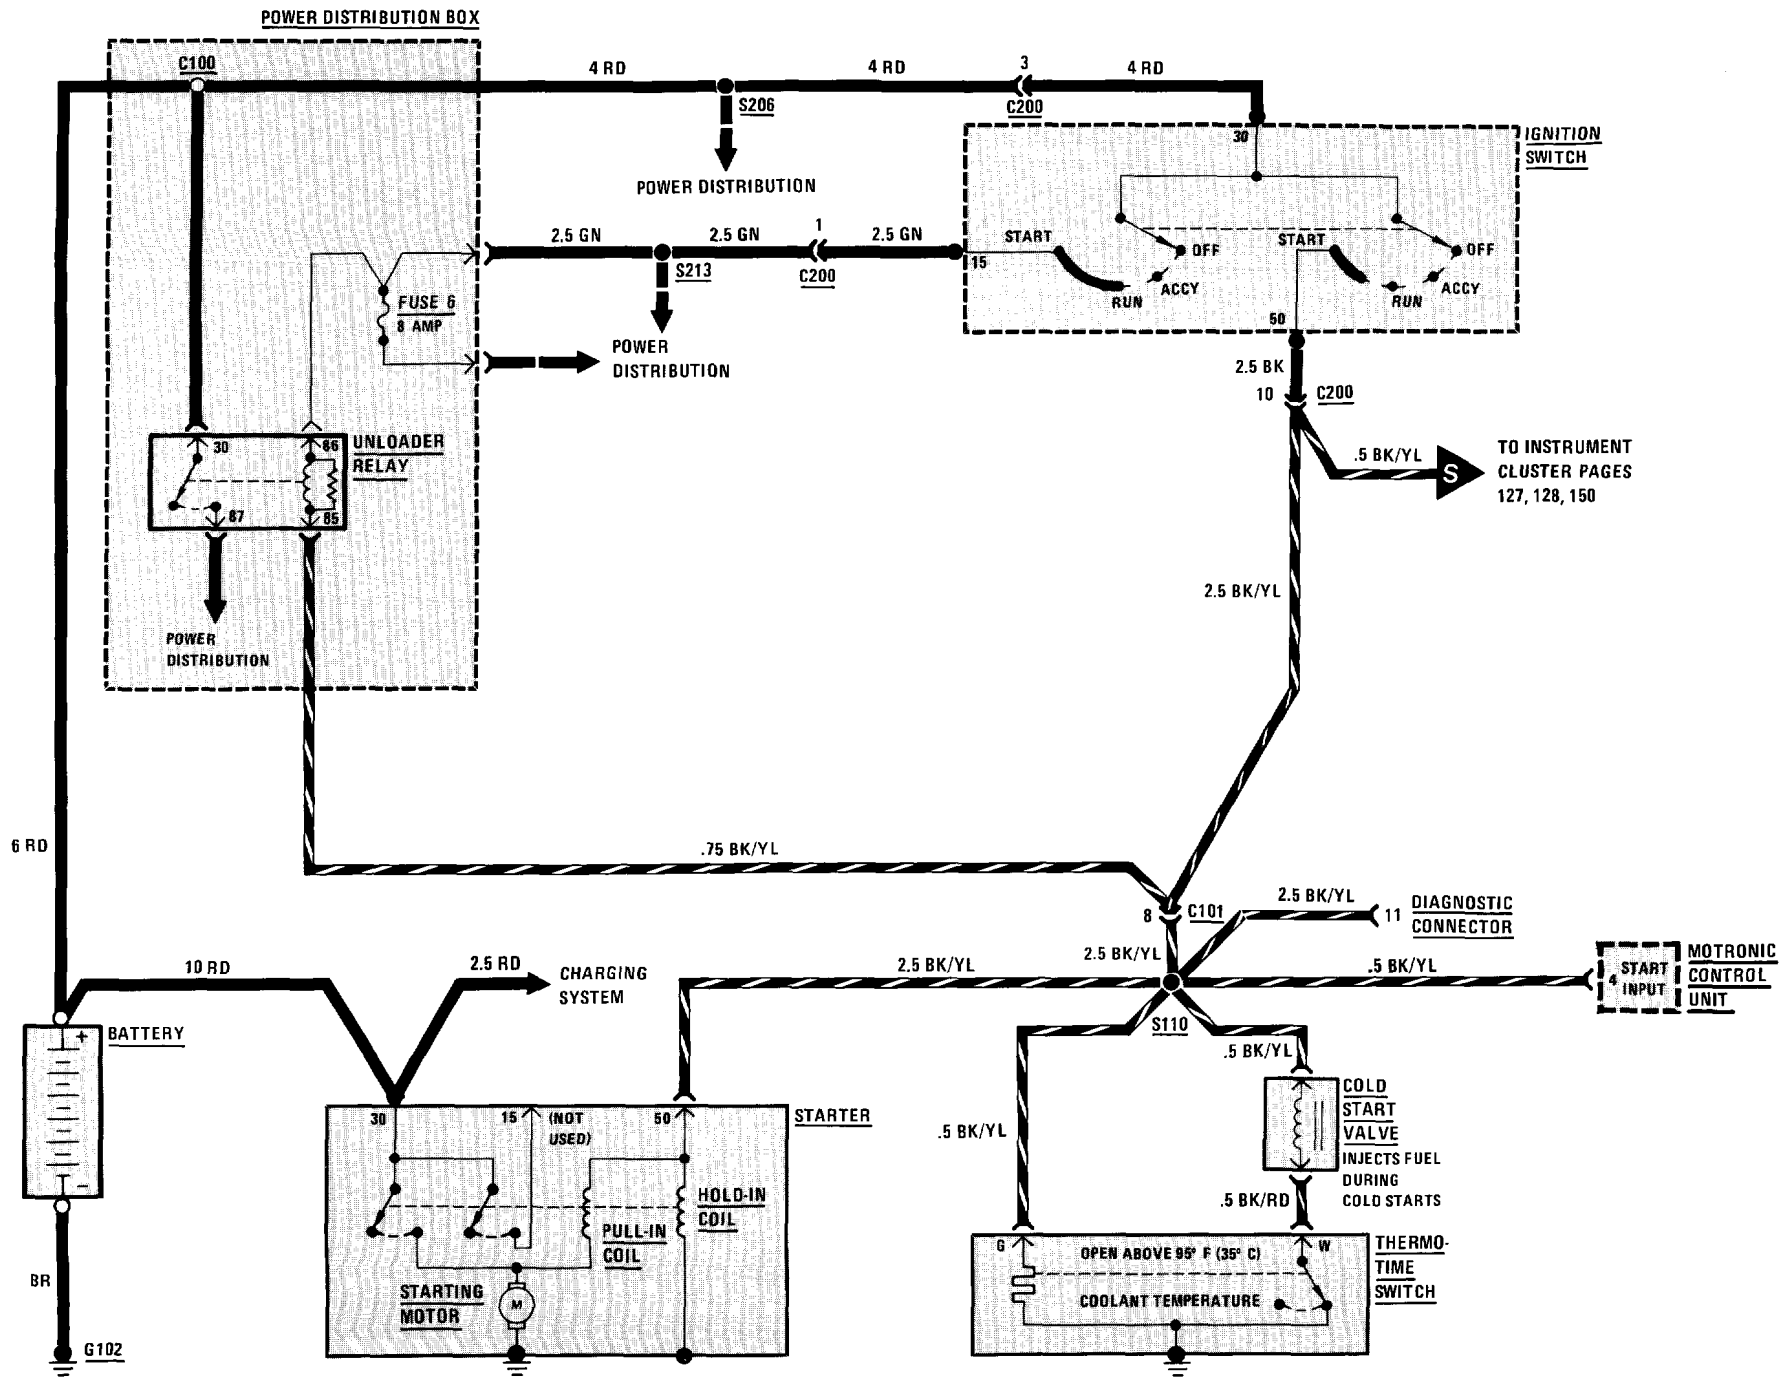 POWER DISTRIBUTION BOX
C100
4 RD
4 RD
3
4 RD
S206
C200
30
IGNITION
SWITCH
POWER DISTRIBUTION
2.5 GN
2.5 GN
1
2.5 GN
START
START
OFF
OFF
15
S213
C200
RUN
ACCY
RUN
ACCY
FUSE 6
8 AMP
50
POWER
DISTRIBUTION
2.5 BK
10
C200
30
86
UNLOADER
RELAY
.5 BK/YL
S
TO INSTRUMENT
CLUSTER PAGES
127, 128, 150
87
85
2.5 BK/YL
POWER
DISTRIBUTION
6 RD
.75 BK/YL
8
C101
2.5 BK/YL
11
DIAGNOSTIC
CONNECTOR
10 RD
2.5 RD
CHARGING
SYSTEM
2.5 BK/YL
2.5 BK/YL
.5 BK/YL
4
START
INPUT
MOTRONIC
CONTROL
UNIT
S110
+
BATTERY
-
.5 BK/YL
COLD
START
VALVE
INJECTS FUEL
DURING
COLD STARTS
30
15
(NOT
USED)
50
STARTER
.5 BK/YL
HOLD-IN
COIL
PULL-IN
COIL
.5 BK/RD
G
OPEN ABOVE 95° F (35° C)
W
THERMO-
TIME
SWITCH
BR
STARTING
MOTOR
M
COOLANT TEMPERATURE
G102